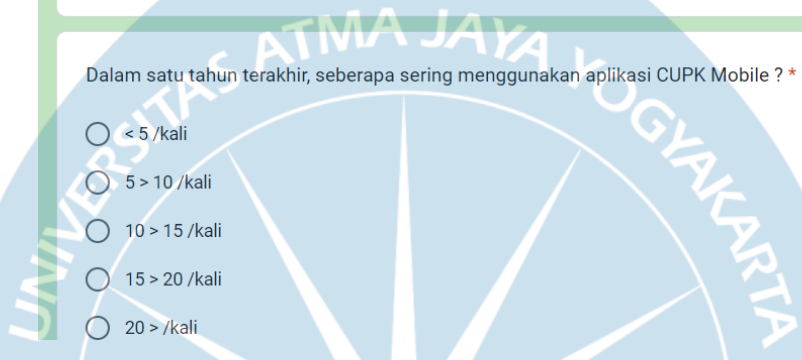 UNIVERSITAS ATMA JAYA YOGYAKARTA
Dalam satu tahun terakhir, seberapa sering menggunakan aplikasi CUPK Mobile ? *
< 5 /kali
5 > 10 /kali
10 > 15 /kali
15 > 20 /kali
20 > /kali